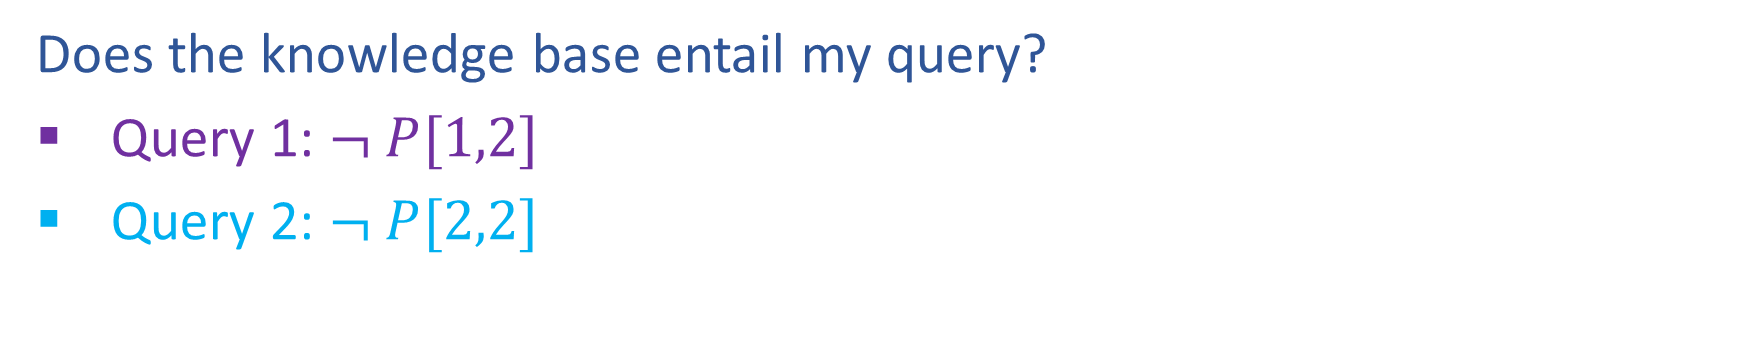 Does the knowledge base entail my query?
▪ Query 1: ¬ P[1,2]
▪ Query 2: ¬ P[2,2]